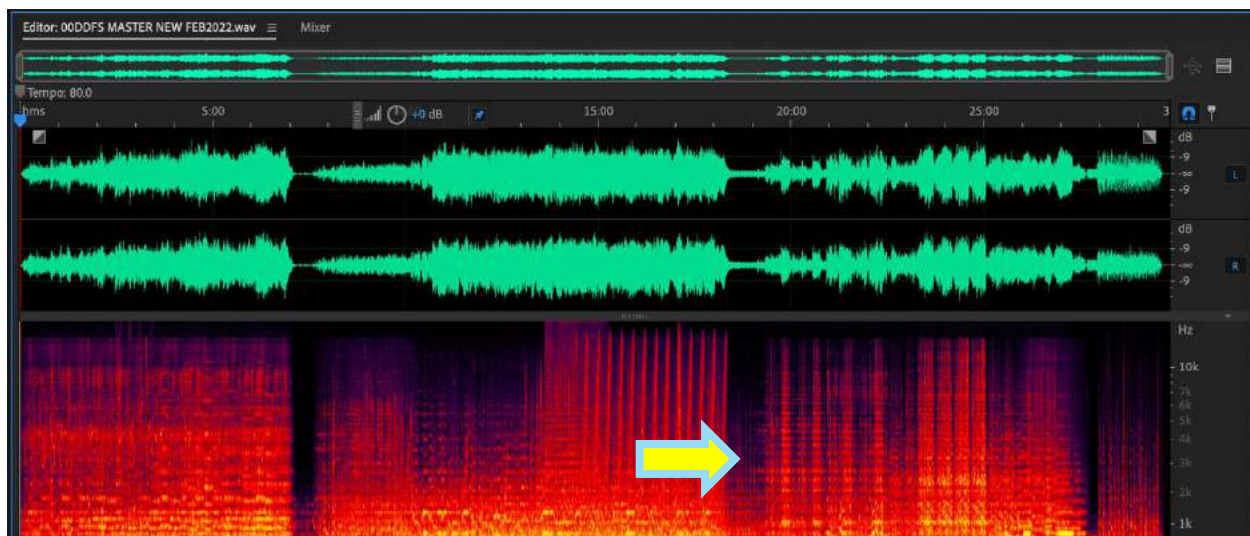 Editor: 00DDFS MASTER NEW FEB2022.wav Mixer
Tempo: 80.0
hms 5:00 +0 dB 15:00 20:00 25:00 3
dB
-9
-∞
-9
L
dB
-9
-∞
-9
R
Hz
10k
7k
6k
5k
4k
3k
2k
1k